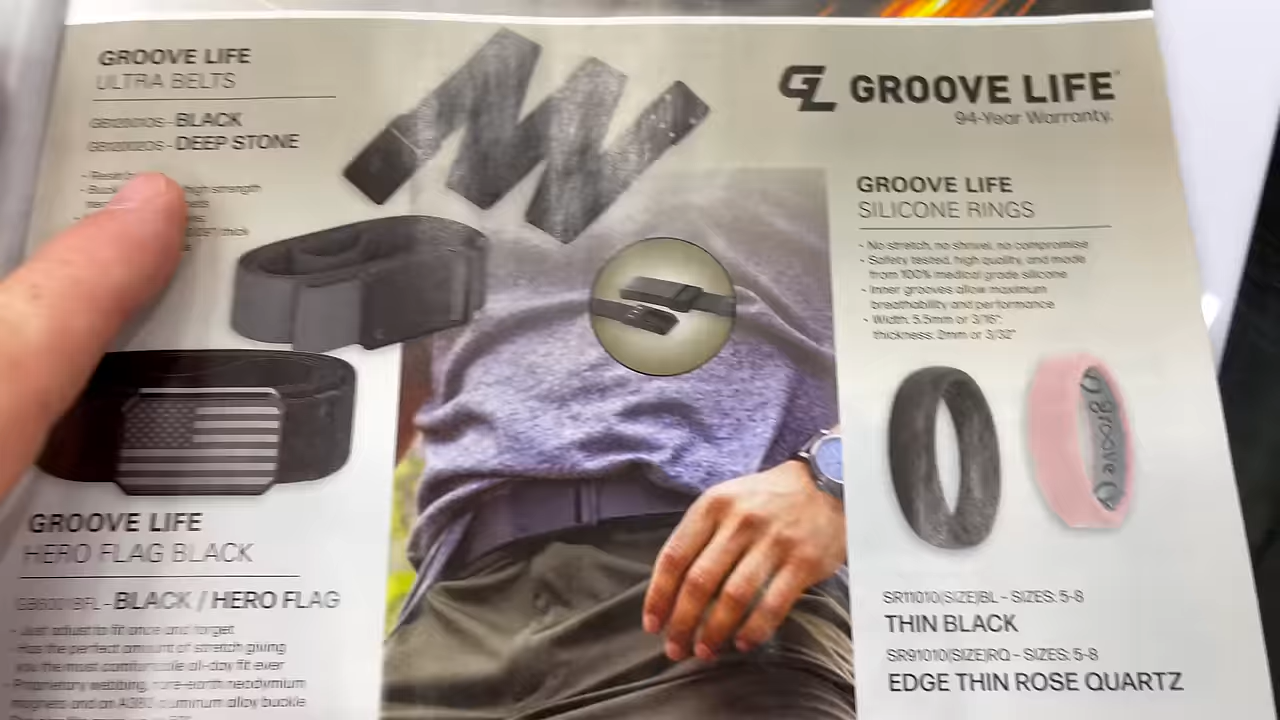 GROOVE LIFE
ULTRA BELTS
BLACK
DEEP STONE
high strength
thick
GROOVE LIFE
HERO FLAG BLACK
BLACK / HERO FLAG
• Just adjust to fit once and forget
• Has the perfect amount of stretch giving
you the most comfortable all-day fit ever
• Proprietary webbing, rare-earth neodymium
magnets and an A380 aluminum alloy buckle
GL GROOVE LIFE
94-Year Warranty.
GROOVE LIFE
SILICONE RINGS
• No stretch, no shrivel, no compromise
• Safety tested, high quality, and made
from 100% medical grade silicone
• Inner grooves allow maximum
breathability and performance
• Width: 5.5mm or 3/16"
thickness: 2mm or 3/32"
groove
SR11010(SIZE)BL - SIZES: 5-8
THIN BLACK
SR91010(SIZE)RQ - SIZES: 5-8
EDGE THIN ROSE QUARTZ